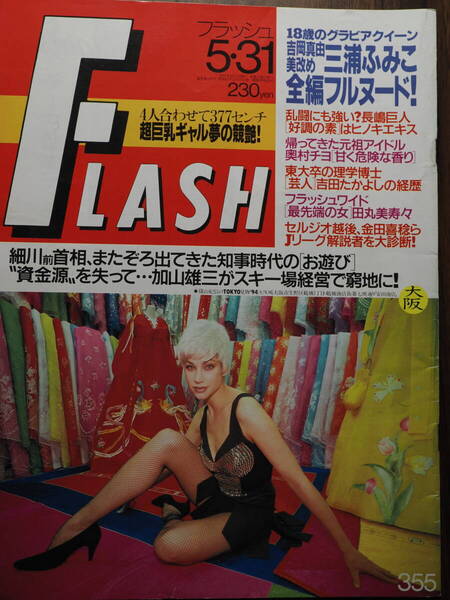 フラッシュ
5・31
230yen
FLASH
4人合わせて377センチ
超巨乳ギャル夢の競艶!
18歳のグラビアクイーン
吉岡真由美改め三浦ふみこ
全編フルヌード!
乱闘にも強い?長嶋巨人
「好調の素」はヒノキエキス
帰ってきた元祖アイドル
奥村チヨ「甘く危険な香り」
東大卒の理学博士
「芸人」吉田たかよしの経歴
フラッシュワイド
「最先端の女」田丸美寿々
セルジオ越後、金田喜稔ら
Jリーグ解説者を大診断!
細川前首相、またぞろ出てきた知事時代の「お遊び」
"資金源"を失って…加山雄三がスキー場経営で窮地に!
TOKYO
'94
大阪
355